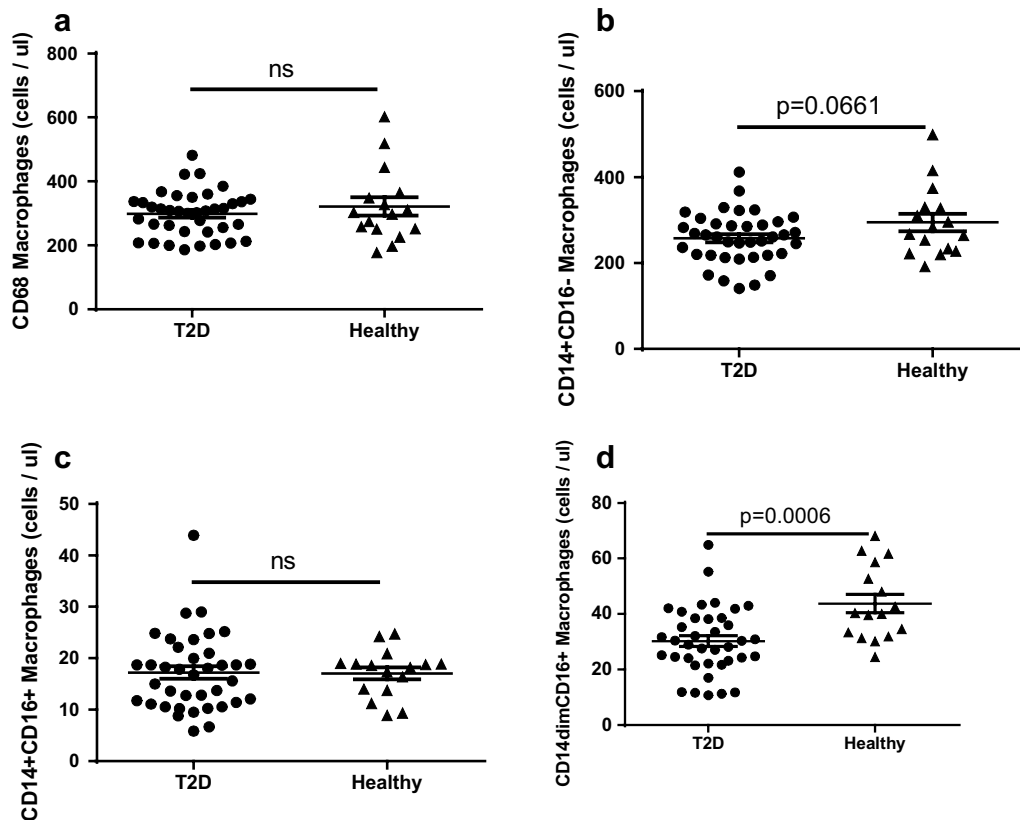 a
CD68 Macrophages (cells / ul)
800
600
400
200
0
ns
T2D
Healthy
b
CD14+CD16- Macrophages (cells / ul)
600
400
200
0
p=0.0661
T2D
Healthy
c
CD14+CD16+ Macrophages (cells / ul)
50
40
30
20
10
0
ns
T2D
Healthy
d
CD14dimCD16+ Macrophages (cells / ul)
80
60
40
20
0
p=0.0006
T2D
Healthy